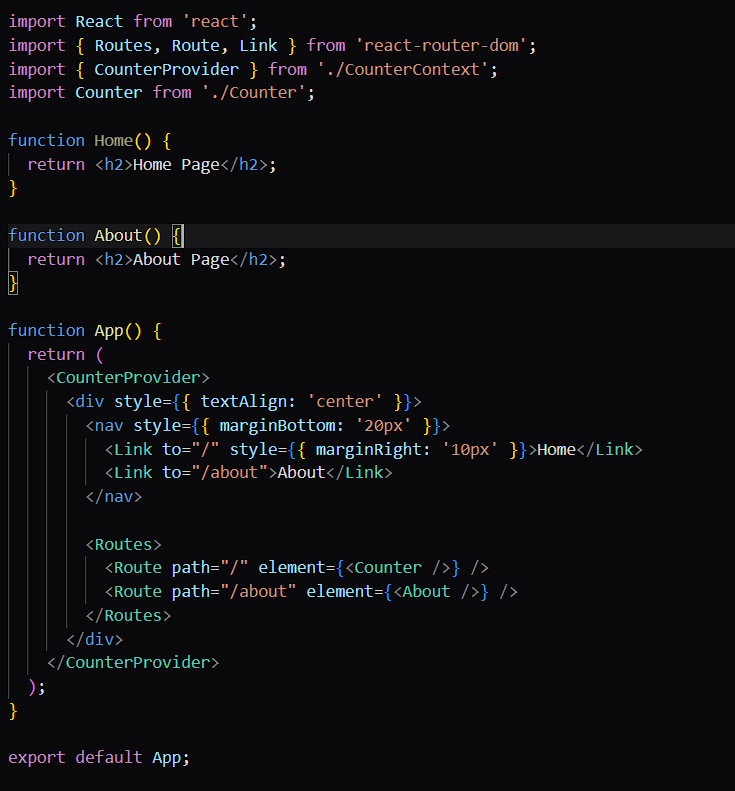 import React from 'react';
import { Routes, Route, Link } from 'react-router-dom';
import { CounterProvider } from './CounterContext';
import Counter from './Counter';

function Home() {
  return <h2>Home Page</h2>;
}

function About() {
  return <h2>About Page</h2>;
}

function App() {
  return (
    <CounterProvider>
      <div style={{ textAlign: 'center' }}>
        <nav style={{ marginBottom: '20px' }}>
          <Link to="/" style={{ marginRight: '10px' }}>Home</Link>
          <Link to="/about">About</Link>
        </nav>

        <Routes>
          <Route path="/" element={<Counter />} />
          <Route path="/about" element={<About />} />
        </Routes>
      </div>
    </CounterProvider>
  );
}

export default App;